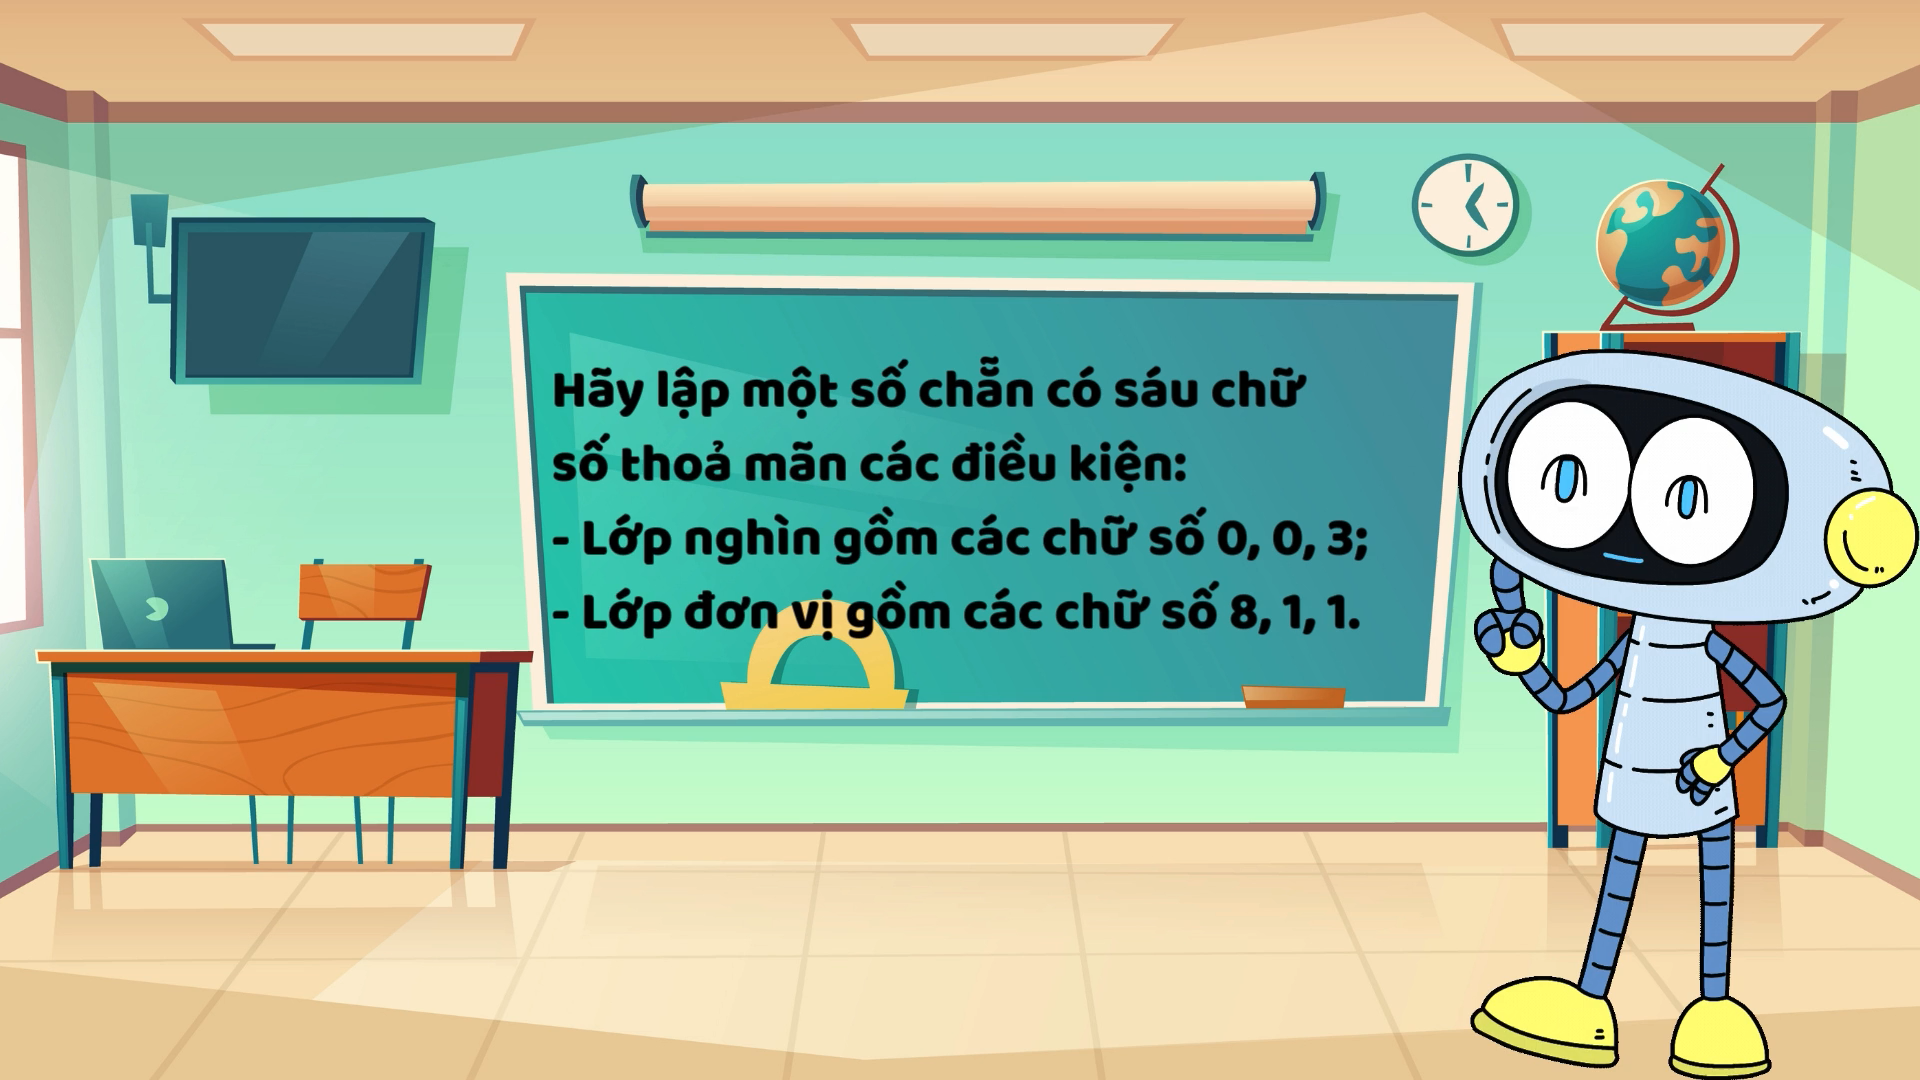 Hãy lập một số chẵn có sáu chữ
số thoả mãn các điều kiện:
- Lớp nghìn gồm các chữ số 0, 0, 3;
- Lớp đơn vị gồm các chữ số 8, 1, 1.